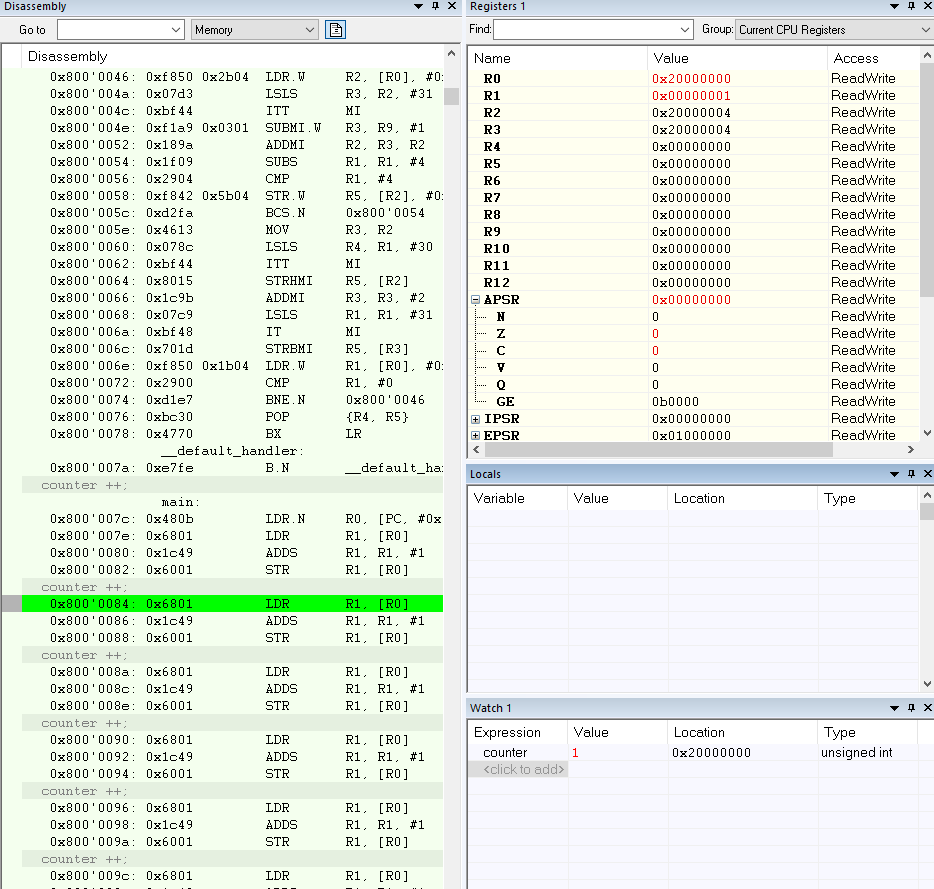 Disassembly
Go to Memory
Disassembly
0x800'0046: 0xf850 0x2b04 LDR.W R2, [R0], #0
0x800'004a: 0x07d3 LSLS R3, R2, #31
0x800'004c: 0xbf44 ITT MI
0x800'004e: 0xf1a9 0x0301 SUBMI.W R3, R9, #1
0x800'0052: 0x189a ADDMI R2, R3, R2
0x800'0054: 0x1f09 SUBS R1, R1, #4
0x800'0056: 0x2904 CMP R1, #4
0x800'0058: 0xf842 0x5b04 STR.W R5, [R2], #0
0x800'005c: 0xd2fa BCS.N 0x800'0054
0x800'005e: 0x4613 MOV R3, R2
0x800'0060: 0x078c LSLS R4, R1, #30
0x800'0062: 0xbf44 ITT MI
0x800'0064: 0x8015 STRHMI R5, [R2]
0x800'0066: 0x1c9b ADDMI R3, R3, #2
0x800'0068: 0x07c9 LSLS R1, R1, #31
0x800'006a: 0xbf48 IT MI
0x800'006c: 0x701d STRBMI R5, [R3]
0x800'006e: 0xf850 0x1b04 LDR.W R1, [R0], #0
0x800'0072: 0x2900 CMP R1, #0
0x800'0074: 0xd1e7 BNE.N 0x800'0046
0x800'0076: 0xbc30 POP {R4, R5}
0x800'0078: 0x4770 BX LR
__default_handler:
0x800'007a: 0xe7fe B.N __default_ha
counter ++;
main:
0x800'007c: 0x480b LDR.N R0, [PC, #0x
0x800'007e: 0x6801 LDR R1, [R0]
0x800'0080: 0x1c49 ADDS R1, R1, #1
0x800'0082: 0x6001 STR R1, [R0]
counter ++;
0x800'0084: 0x6801 LDR R1, [R0]
0x800'0086: 0x1c49 ADDS R1, R1, #1
0x800'0088: 0x6001 STR R1, [R0]
counter ++;
0x800'008a: 0x6801 LDR R1, [R0]
0x800'008c: 0x1c49 ADDS R1, R1, #1
0x800'008e: 0x6001 STR R1, [R0]
counter ++;
0x800'0090: 0x6801 LDR R1, [R0]
0x800'0092: 0x1c49 ADDS R1, R1, #1
0x800'0094: 0x6001 STR R1, [R0]
counter ++;
0x800'0096: 0x6801 LDR R1, [R0]
0x800'0098: 0x1c49 ADDS R1, R1, #1
0x800'009a: 0x6001 STR R1, [R0]
counter ++;
0x800'009c: 0x6801 LDR R1, [R0]
Registers 1
Find: Group: Current CPU Registers
Name Value Access
R0 0x20000000 ReadWrite
R1 0x00000001 ReadWrite
R2 0x20000004 ReadWrite
R3 0x20000004 ReadWrite
R4 0x00000000 ReadWrite
R5 0x00000000 ReadWrite
R6 0x00000000 ReadWrite
R7 0x00000000 ReadWrite
R8 0x00000000 ReadWrite
R9 0x00000000 ReadWrite
R10 0x00000000 ReadWrite
R11 0x00000000 ReadWrite
R12 0x00000000 ReadWrite
APSR 0x00000000 ReadWrite
N 0 ReadWrite
Z 0 ReadWrite
C 0 ReadWrite
V 0 ReadWrite
Q 0 ReadWrite
GE 0b0000 ReadWrite
IPSR 0x00000000 ReadWrite
EPSR 0x01000000 ReadWrite
Locals
Variable Value Location Type
Watch 1
Expression Value Location Type
counter 1 0x20000000 unsigned int
<click to add>